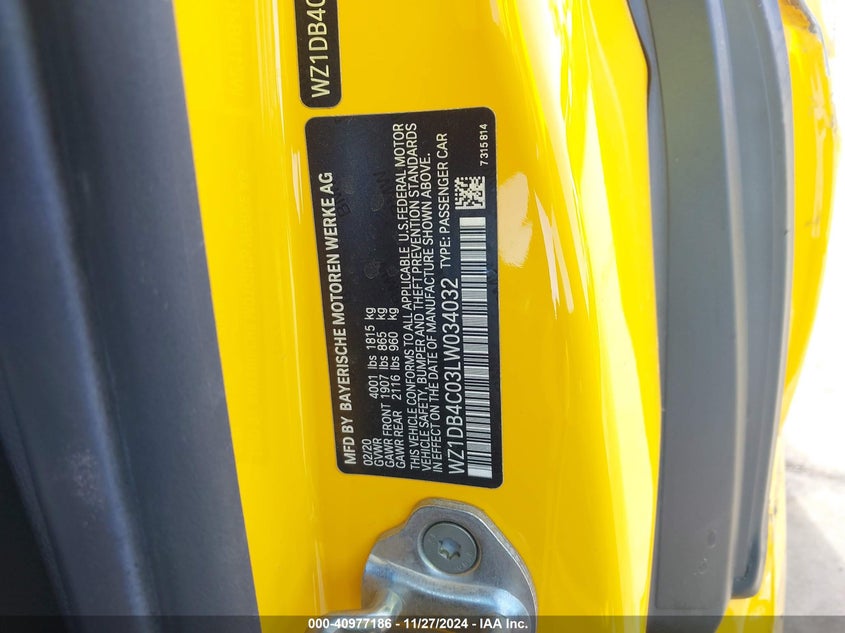 WZ1DB4C
MFD BY BAYERISCHE MOTOREN WERKE AG
02/20
GVWR 4001 lbs 1815 kg
GAWR FRONT 1907 lbs 865 kg
GAWR REAR 2116 lbs 960 kg
THIS VEHICLE CONFORMS TO ALL APPLICABLE U.S.FEDERAL MOTOR
VEHICLE SAFETY, BUMPER AND THEFT PREVENTION STANDARDS
IN EFFECT ON THE DATE OF MANUFACTURE SHOWN ABOVE.
WZ1DB4C03LW034032 TYPE: PASSENGER CAR
7315814
000-40977186 - 11/27/2024 - IAA Inc.